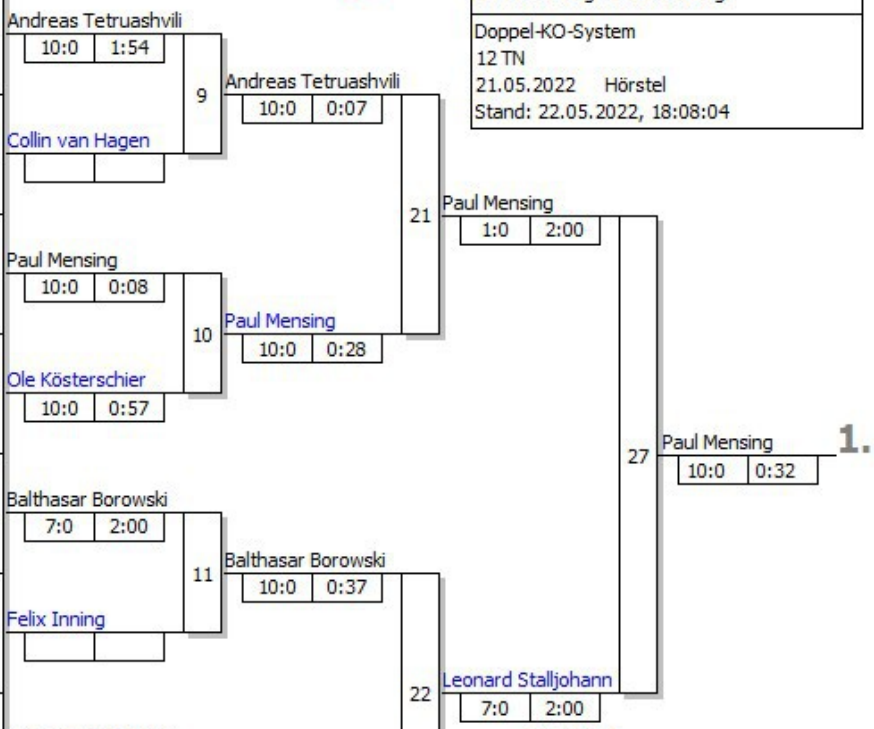 Doppel-KO-System
12 TN
21.05.2022 Hörstel
Stand: 22.05.2022, 18:08:04
Andreas Tetruashvili
10:0 1:54
9
Collin van Hagen
Andreas Tetruashvili
10:0 0:07
Paul Mensing
10:0 0:08
10
Ole Kösterschier
10:0 0:57
Paul Mensing
10:0 0:28
21
Paul Mensing
1:0 2:00
Balthasar Borowski
7:0 2:00
11
Felix Inning
Balthasar Borowski
10:0 0:37
22
Leonard Stalljohann
7:0 2:00
27
Paul Mensing
10:0 0:32
1.